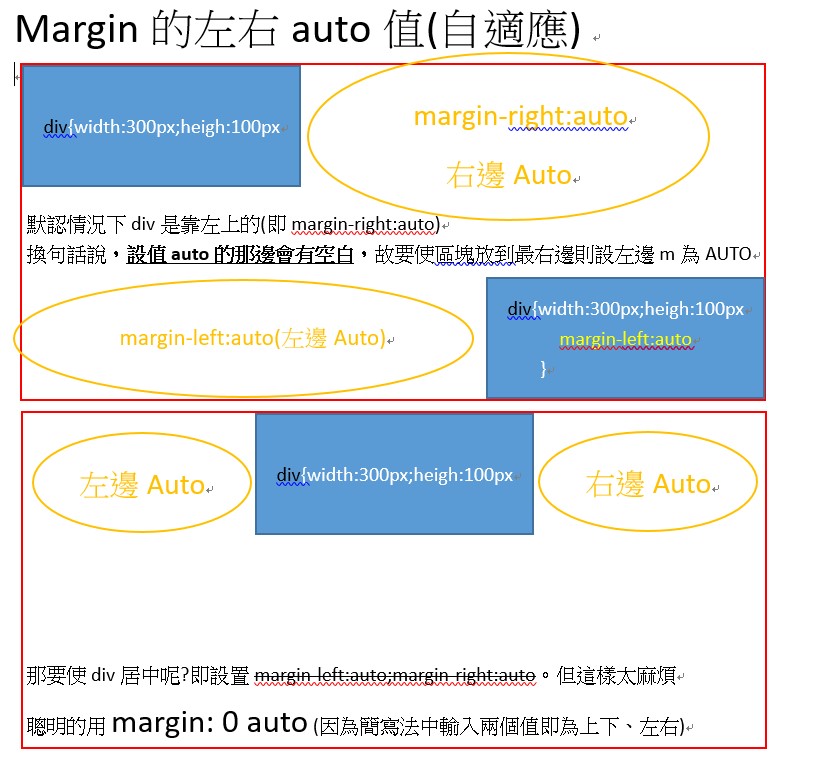 Margin 的左右 auto 值(自適應)
div{width:300px;heigh:100px
margin-right:auto
右邊 Auto
默認情況下 div 是靠左上的(即 margin-right:auto)
換句話說，設值 auto 的那邊會有空白，故要使區塊放到最右邊則設左邊 m 為 AUTO
margin-left:auto(左邊 Auto)
div{width:300px;heigh:100px
margin-left:auto
}
左邊 Auto
div{width:300px;heigh:100px
右邊 Auto
那要使 div 居中呢?即設置 margin-left:auto;margin-right:auto。但這樣太麻煩
聰明的用 margin: 0 auto (因為簡寫法中輸入兩個值即為上下、左右)